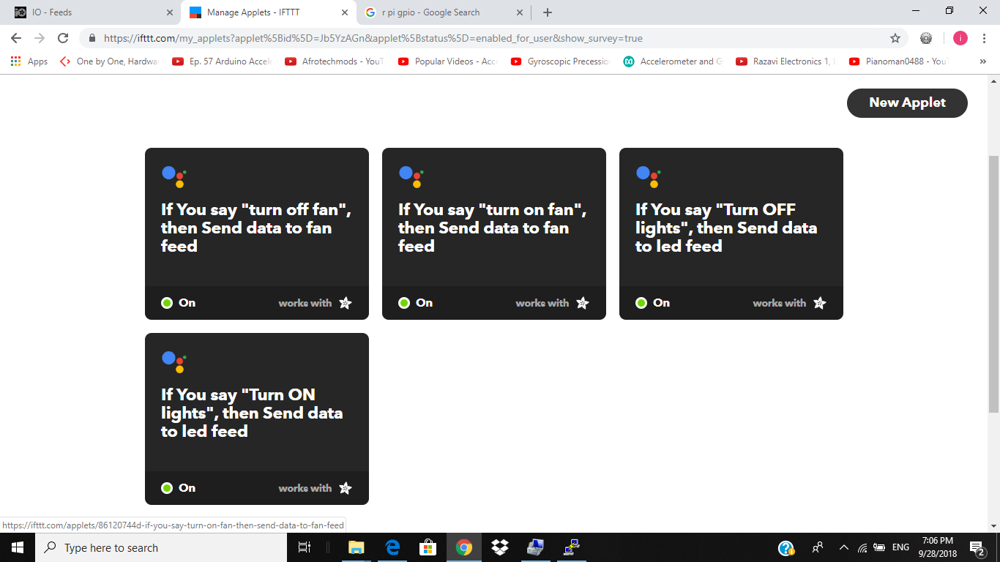 IO - Feeds
Manage Applets - IFTTT
r pi gpio - Google Search
https://ifttt.com/my_applets?applet%5Bid%5D=Jb5YzAGn&applet%5Bstatus%5D=enabled_for_user&show_survey=true
i
Apps
One by One, Hardwa
Ep. 57 Arduino Accele
Afrotechmods - YouT
Popular Videos - Acce
Gyroscopic Precession
Accelerometer and G
Razavi Electronics 1, L
Pianoman0488 - YouT
»
New Applet
If You say "turn off fan",
then Send data to fan
feed
On
works with
If You say "turn on fan",
then Send data to fan
feed
On
works with
If You say "Turn OFF
lights", then Send data
to led feed
On
works with
If You say "Turn ON
lights", then Send data
to led feed
On
works with
https://ifttt.com/applets/86120744d-if-you-say-turn-on-fan-then-send-data-to-fan-feed
Type here to search
ENG
7:06 PM
9/28/2018
2